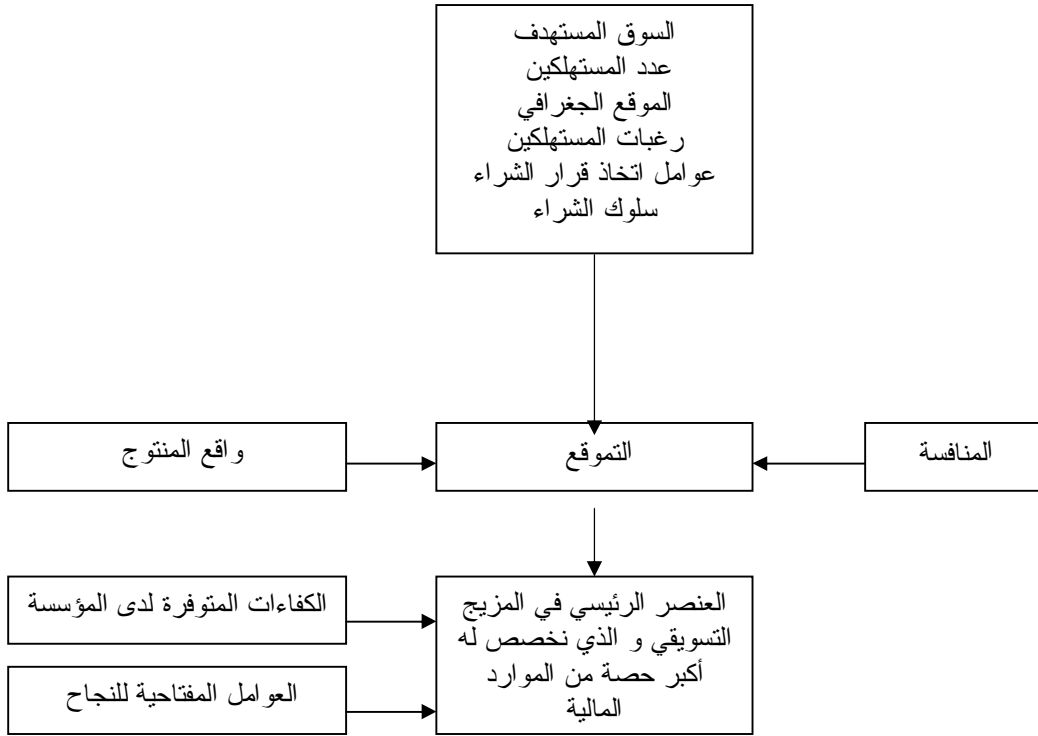 السوق المستهدف
عدد المستهلكين
الموقع الجغرافي
رغبات المستهلكين
عوامل اتخاذ قرار الشراء
سلوك الشراء
المنافسة
التموقع
واقع المنتوج
العنصر الرئيسي في المزيج
التسويقي و الذي نخصص له
أكبر حصة من الموارد
المالية
الكفاءات المتوفرة لدى المؤسسة
العوامل المفتاحية للنجاح